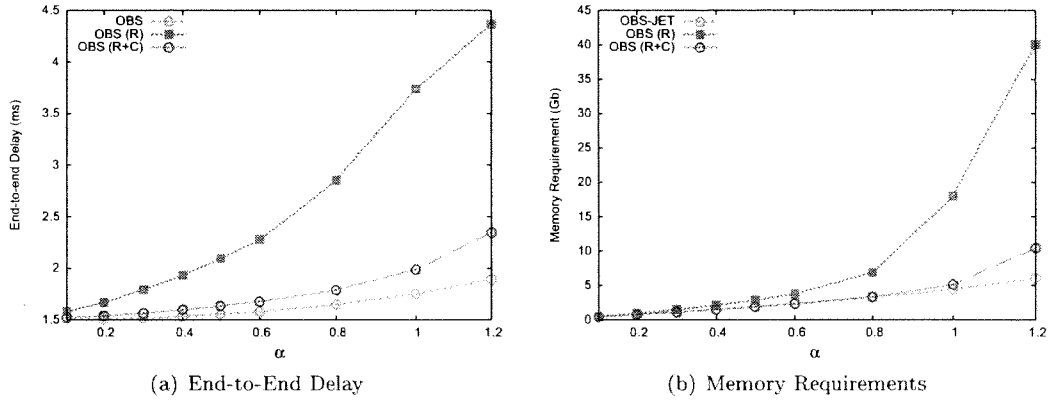 OBS
OBS (R)
OBS (R+C)
4.5
4
3.5
3
2.5
2
1.5
End-to-end Delay (ms)
0.2
0.4
0.6
0.8
1
1.2
α
(a) End-to-End Delay
OBS-JET
OBS (R)
OBS (R+C)
45
40
35
30
25
20
15
10
5
0
Memory Requirement (Gb)
0.2
0.4
0.6
0.8
1
1.2
α
(b) Memory Requirements